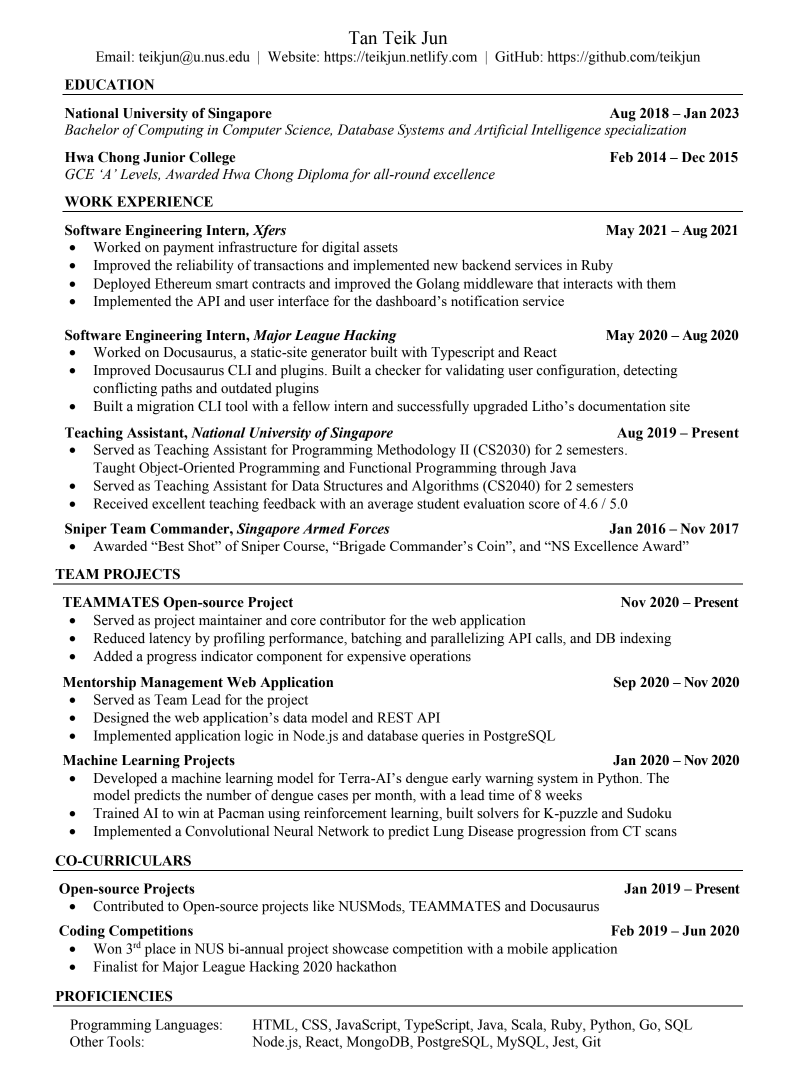 Tan Teik Jun
Email: teikjun@u.nus.edu | Website: https://teikjun.netlify.com | GitHub: https://github.com/teikjun
EDUCATION
National University of Singapore Aug 2018 – Jan 2023
Bachelor of Computing in Computer Science, Database Systems and Artificial Intelligence specialization
Hwa Chong Junior College Feb 2014 – Dec 2015
GCE ‘A’ Levels, Awarded Hwa Chong Diploma for all-round excellence
WORK EXPERIENCE
Software Engineering Intern, Xfers May 2021 – Aug 2021
• Worked on payment infrastructure for digital assets
• Improved the reliability of transactions and implemented new backend services in Ruby
• Deployed Ethereum smart contracts and improved the Golang middleware that interacts with them
• Implemented the API and user interface for the dashboard’s notification service
Software Engineering Intern, Major League Hacking May 2020 – Aug 2020
• Worked on Docusaurus, a static-site generator built with Typescript and React
• Improved Docusaurus CLI and plugins. Built a checker for validating user configuration, detecting
conflicting paths and outdated plugins
• Built a migration CLI tool with a fellow intern and successfully upgraded Litho’s documentation site
Teaching Assistant, National University of Singapore Aug 2019 – Present
• Served as Teaching Assistant for Programming Methodology II (CS2030) for 2 semesters.
Taught Object-Oriented Programming and Functional Programming through Java
• Served as Teaching Assistant for Data Structures and Algorithms (CS2040) for 2 semesters
• Received excellent teaching feedback with an average student evaluation score of 4.6 / 5.0
Sniper Team Commander, Singapore Armed Forces Jan 2016 – Nov 2017
• Awarded “Best Shot” of Sniper Course, “Brigade Commander’s Coin”, and “NS Excellence Award”
TEAM PROJECTS
TEAMMATES Open-source Project Nov 2020 – Present
• Served as project maintainer and core contributor for the web application
• Reduced latency by profiling performance, batching and parallelizing API calls, and DB indexing
• Added a progress indicator component for expensive operations
Mentorship Management Web Application Sep 2020 – Nov 2020
• Served as Team Lead for the project
• Designed the web application’s data model and REST API
• Implemented application logic in Node.js and database queries in PostgreSQL
Machine Learning Projects Jan 2020 – Nov 2020
• Developed a machine learning model for Terra-AI’s dengue early warning system in Python. The
model predicts the number of dengue cases per month, with a lead time of 8 weeks
• Trained AI to win at Pacman using reinforcement learning, built solvers for K-puzzle and Sudoku
• Implemented a Convolutional Neural Network to predict Lung Disease progression from CT scans
CO-CURRICULARS
Open-source Projects Jan 2019 – Present
• Contributed to Open-source projects like NUSMods, TEAMMATES and Docusaurus
Coding Competitions Feb 2019 – Jun 2020
• Won 3rd place in NUS bi-annual project showcase competition with a mobile application
• Finalist for Major League Hacking 2020 hackathon
PROFICIENCIES
Programming Languages: HTML, CSS, JavaScript, TypeScript, Java, Scala, Ruby, Python, Go, SQL
Other Tools: Node.js, React, MongoDB, PostgreSQL, MySQL, Jest, Git